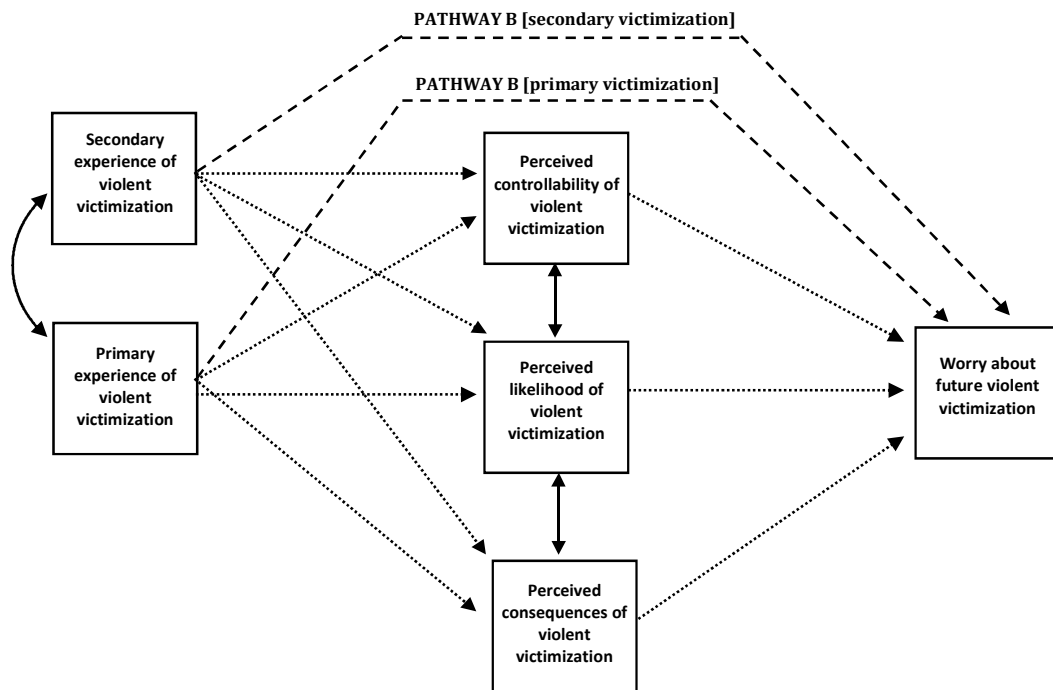 PATHWAY B [secondary victimization]
PATHWAY B [primary victimization]
Secondary
experience of
violent
victimization
Perceived
controllability of
violent
victimization
Primary
experience of
violent
victimization
Perceived
likelihood of
violent
victimization
Worry about
future violent
victimization
Perceived
consequences of
violent
victimization